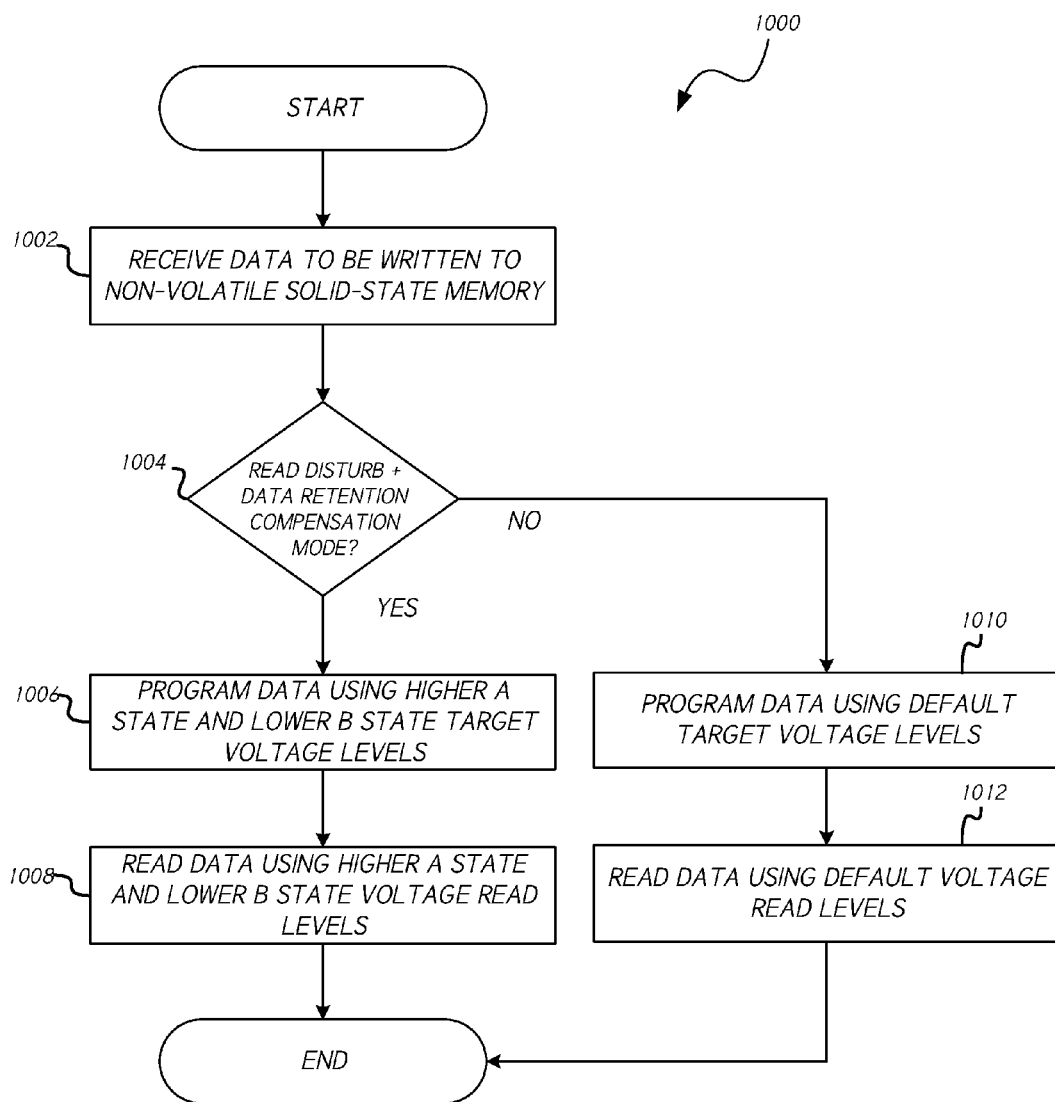 1000
START
1002
RECEIVE DATA TO BE WRITTEN TO
NON-VOLATILE SOLID-STATE MEMORY
1004
READ DISTURB +
DATA RETENTION
COMPENSATION
MODE?
NO
YES
1006
PROGRAM DATA USING HIGHER A
STATE AND LOWER B STATE TARGET
VOLTAGE LEVELS
1010
PROGRAM DATA USING DEFAULT
TARGET VOLTAGE LEVELS
1008
READ DATA USING HIGHER A STATE
AND LOWER B STATE VOLTAGE READ
LEVELS
1012
READ DATA USING DEFAULT VOLTAGE
READ LEVELS
END